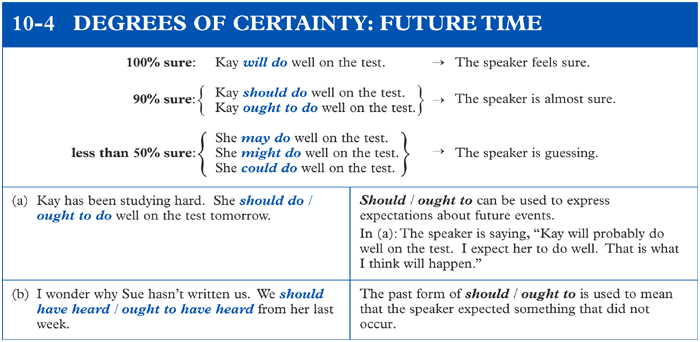 10-4 DEGREES OF CERTAINTY: FUTURE TIME
100% sure: Kay will do well on the test. → The speaker feels sure.
90% sure: { Kay should do well on the test.
Kay ought to do well on the test. } → The speaker is almost sure.
less than 50% sure: { She may do well on the test.
She might do well on the test.
She could do well on the test. } → The speaker is guessing.
(a) Kay has been studying hard. She should do /
ought to do well on the test tomorrow.
Should / ought to can be used to express
expectations about future events.
In (a): The speaker is saying, “Kay will probably do
well on the test. I expect her to do well. That is what
I think will happen.”
(b) I wonder why Sue hasn’t written us. We should
have heard / ought to have heard from her last
week.
The past form of should / ought to is used to mean
that the speaker expected something that did not
occur.